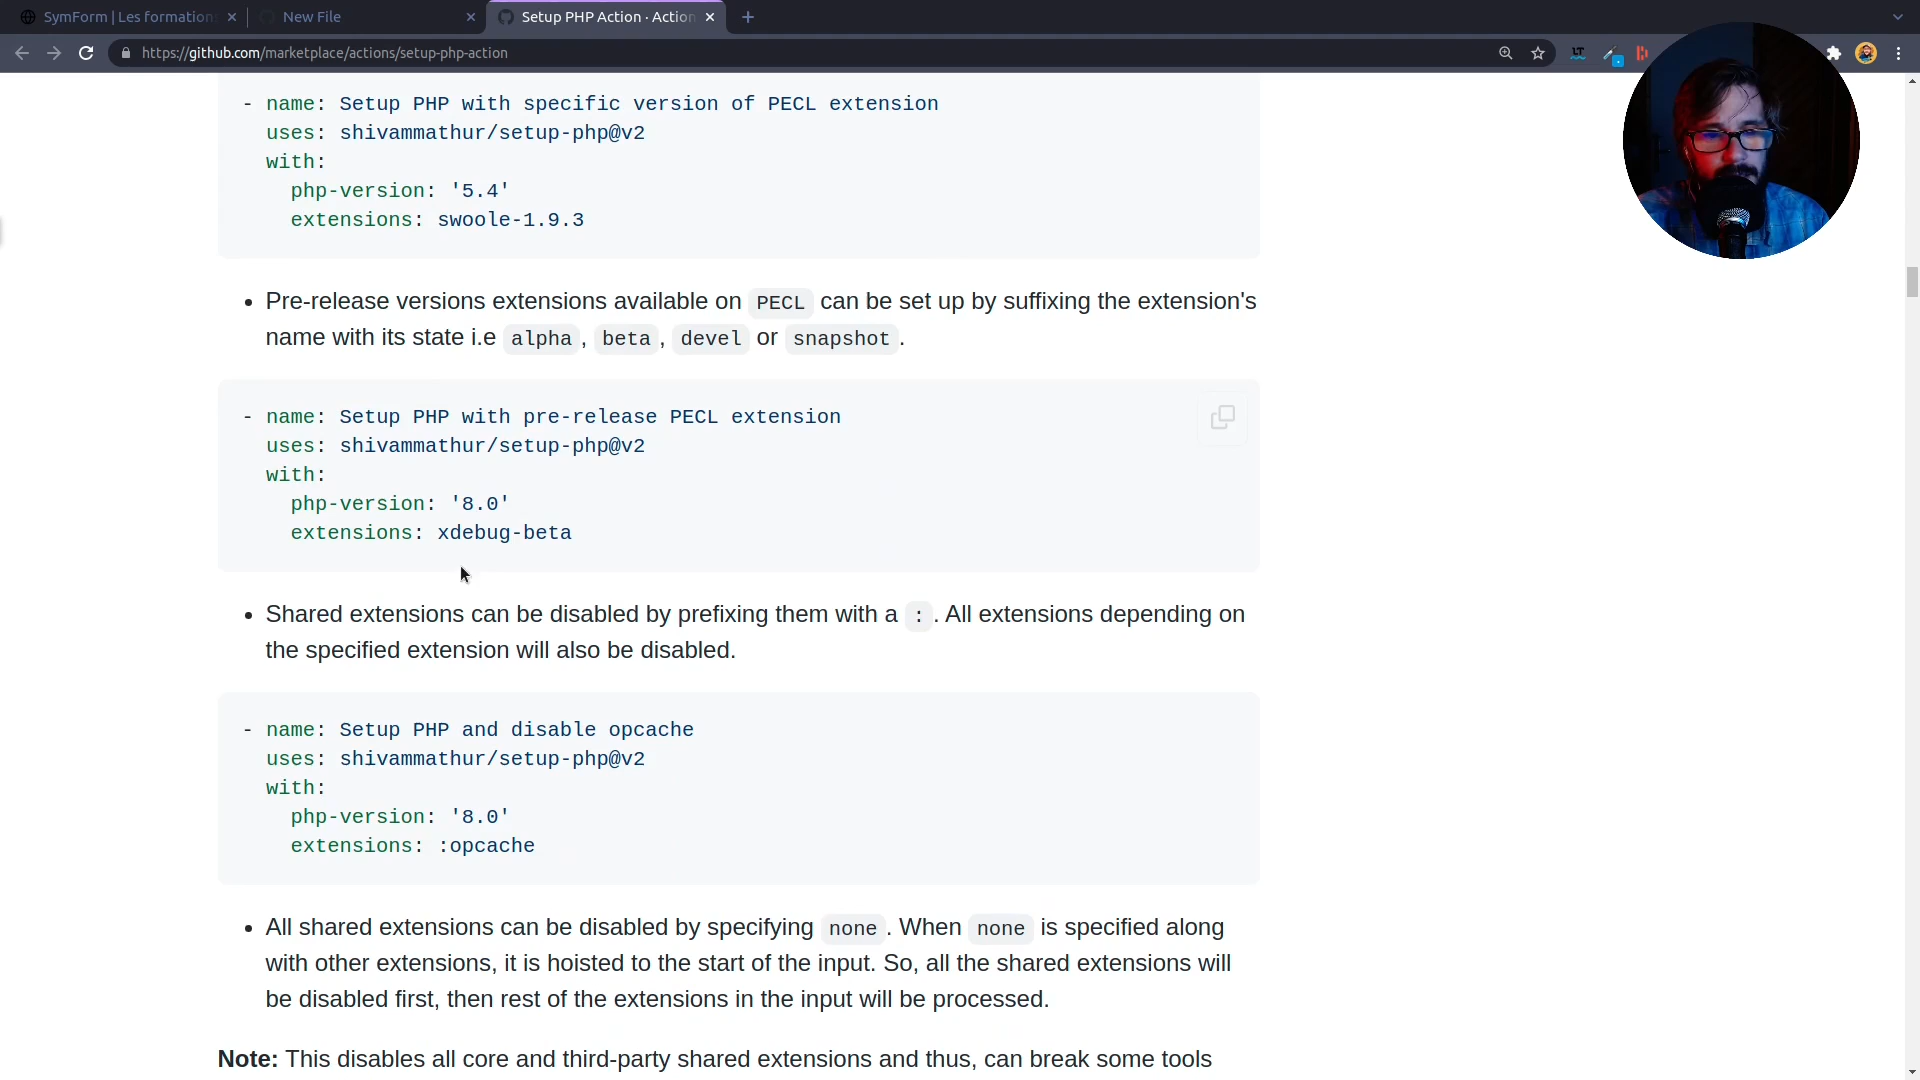 SymForm | Les formation
New File
Setup PHP Action · Action
https://github.com/marketplace/actions/setup-php-action
- name: Setup PHP with specific version of PECL extension
uses: shivammathur/setup-php@v2
with:
php-version: '5.4'
extensions: swoole-1.9.3
• Pre-release versions extensions available on PECL can be set up by suffixing the extension's
name with its state i.e alpha, beta, devel or snapshot.
- name: Setup PHP with pre-release PECL extension
uses: shivammathur/setup-php@v2
with:
php-version: '8.0'
extensions: xdebug-beta
• Shared extensions can be disabled by prefixing them with a :. All extensions depending on
the specified extension will also be disabled.
- name: Setup PHP and disable opcache
uses: shivammathur/setup-php@v2
with:
php-version: '8.0'
extensions: :opcache
• All shared extensions can be disabled by specifying none. When none is specified along
with other extensions, it is hoisted to the start of the input. So, all the shared extensions will
be disabled first, then rest of the extensions in the input will be processed.
Note: This disables all core and third-party shared extensions and thus, can break some tools